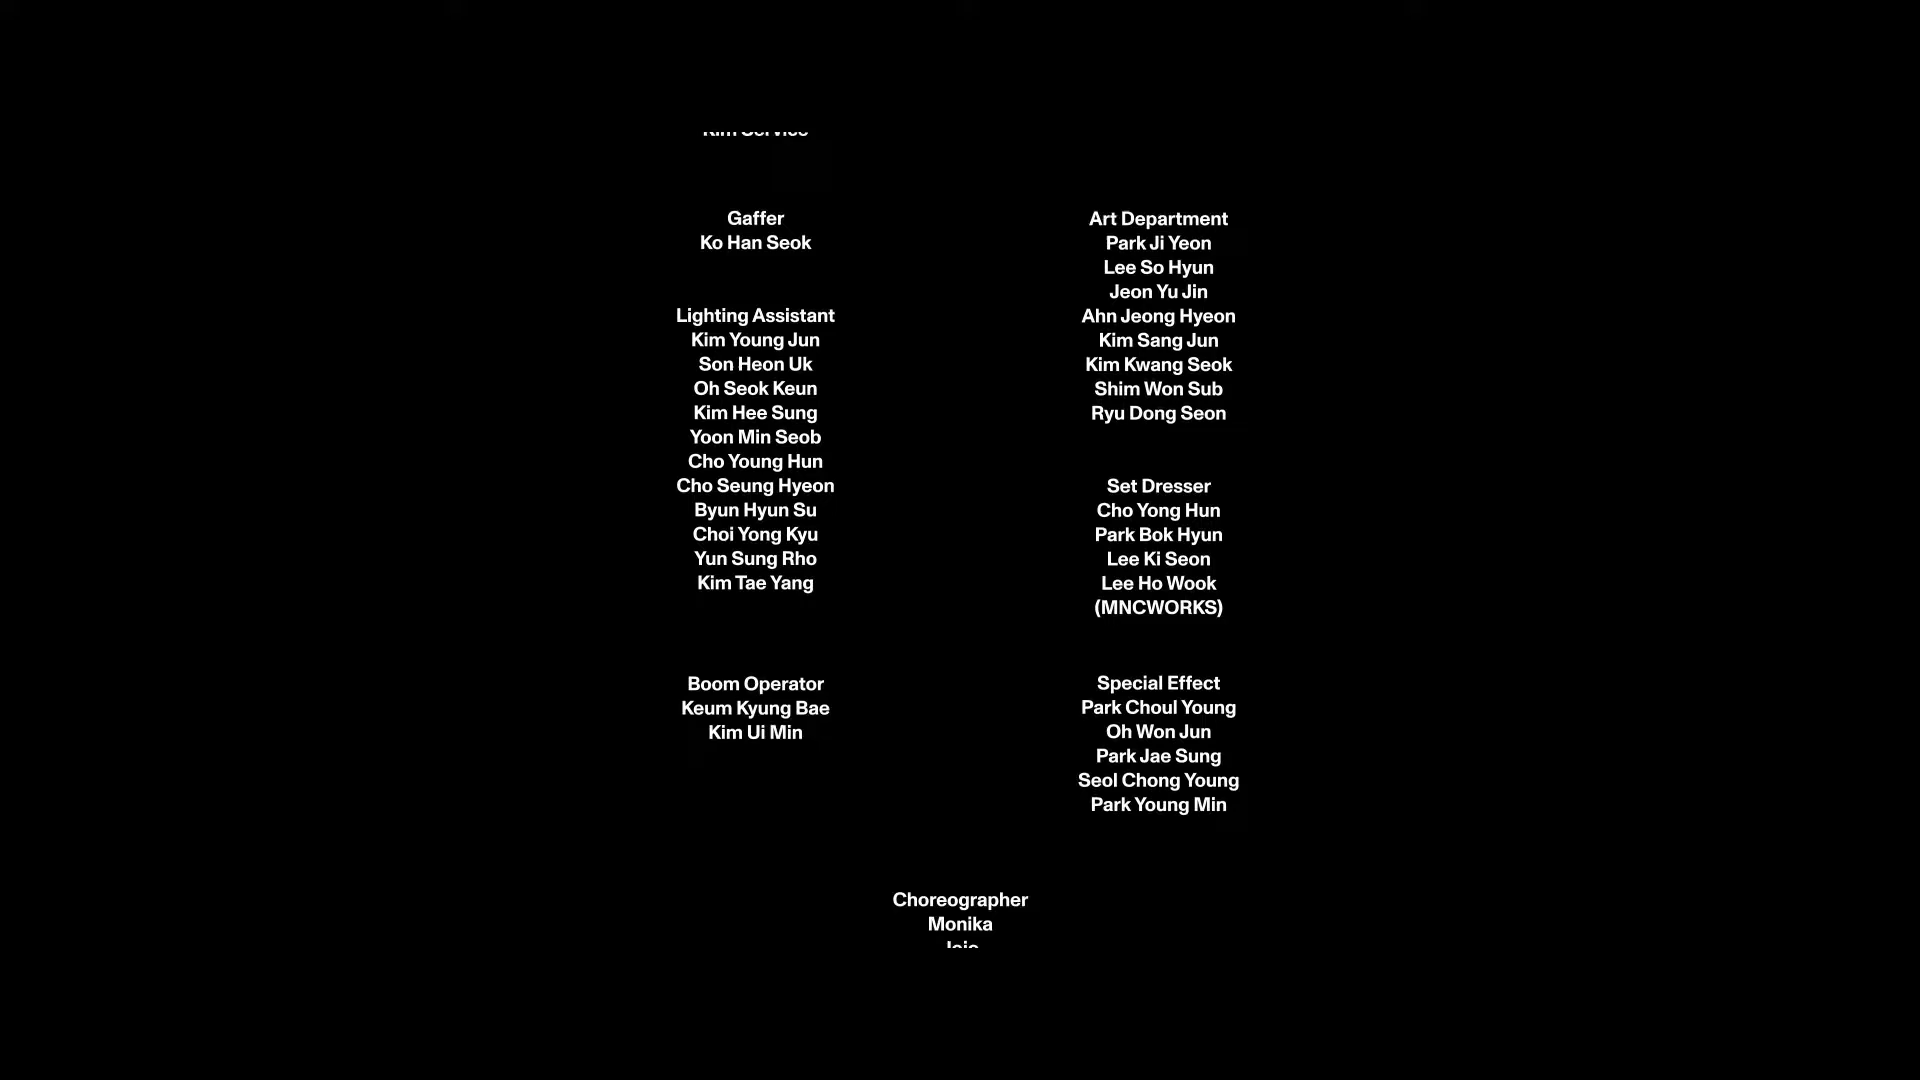 Gaffer
Ko Han Seok
Lighting Assistant
Kim Young Jun
Son Heon Uk
Oh Seok Keun
Kim Hee Sung
Yoon Min Seob
Cho Young Hun
Cho Seung Hyeon
Byun Hyun Su
Choi Yong Kyu
Yun Sung Rho
Kim Tae Yang
Boom Operator
Keum Kyung Bae
Kim Ui Min
Art Department
Park Ji Yeon
Lee So Hyun
Jeon Yu Jin
Ahn Jeong Hyeon
Kim Sang Jun
Kim Kwang Seok
Shim Won Sub
Ryu Dong Seon
Set Dresser
Cho Yong Hun
Park Bok Hyun
Lee Ki Seon
Lee Ho Wook
(MNCWORKS)
Special Effect
Park Choul Young
Oh Won Jun
Park Jae Sung
Seol Chong Young
Park Young Min
Choreographer
Monika